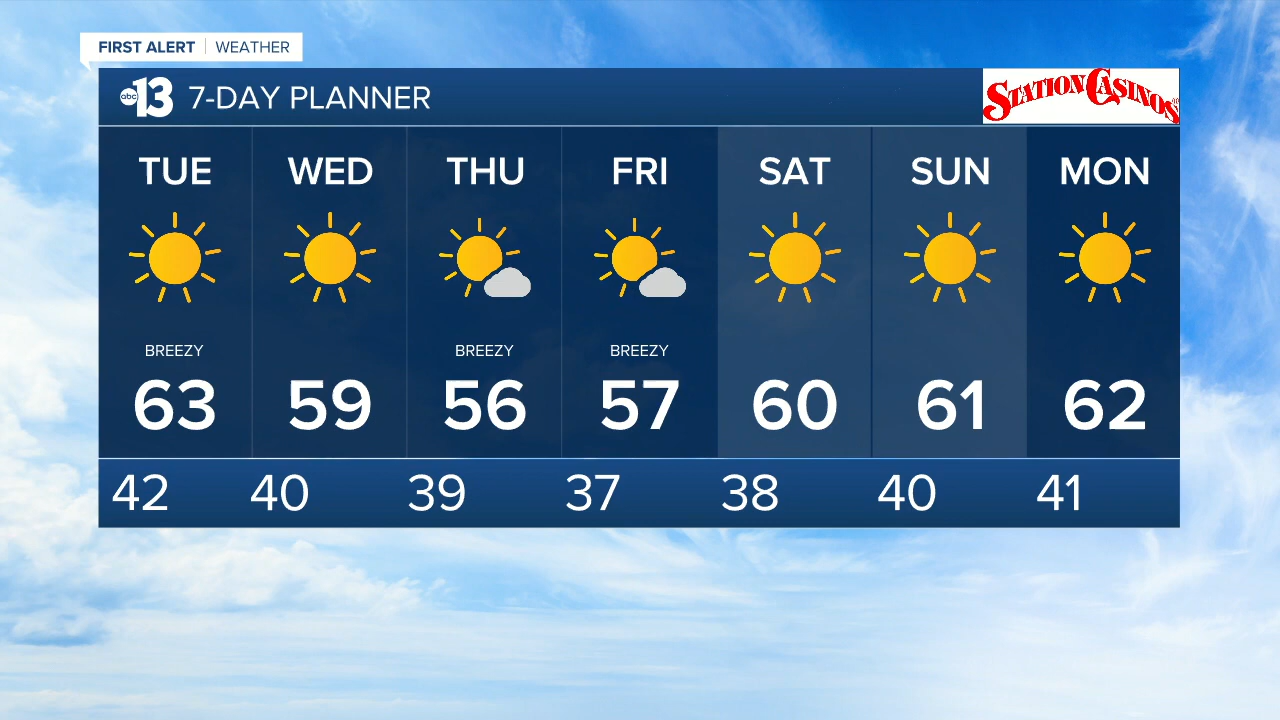 FIRST ALERT | WEATHER
abc 13 7-DAY PLANNER
STATION CASINOS
TUE WED THU FRI SAT SUN MON
BREEZY BREEZY BREEZY
63 59 56 57 60 61 62
42 40 39 37 38 40 41